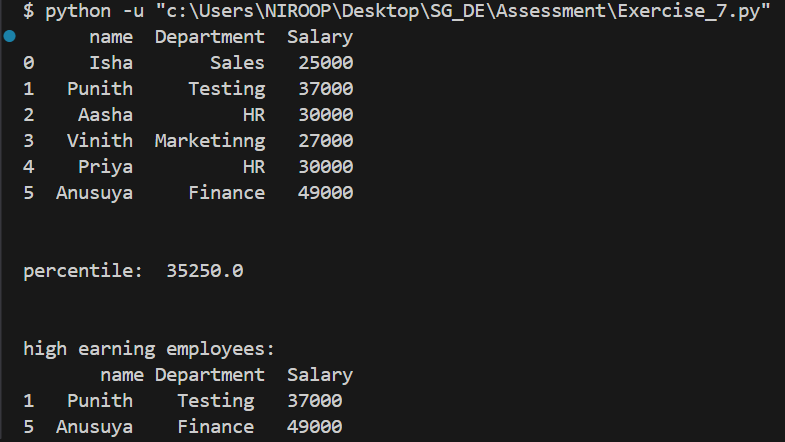 $ python -u "c:\Users\NIROOP\Desktop\SG_DE\Assessment\Exercise_7.py"
      name  Department  Salary
0     Isha       Sales   25000
1   Punith     Testing   37000
2    Aasha          HR   30000
3   Vinith  Marketinng   27000
4    Priya          HR   30000
5  Anusuya     Finance   49000
percentile:  35250.0
high earning employees:
       name Department  Salary
1   Punith    Testing   37000
5  Anusuya    Finance   49000